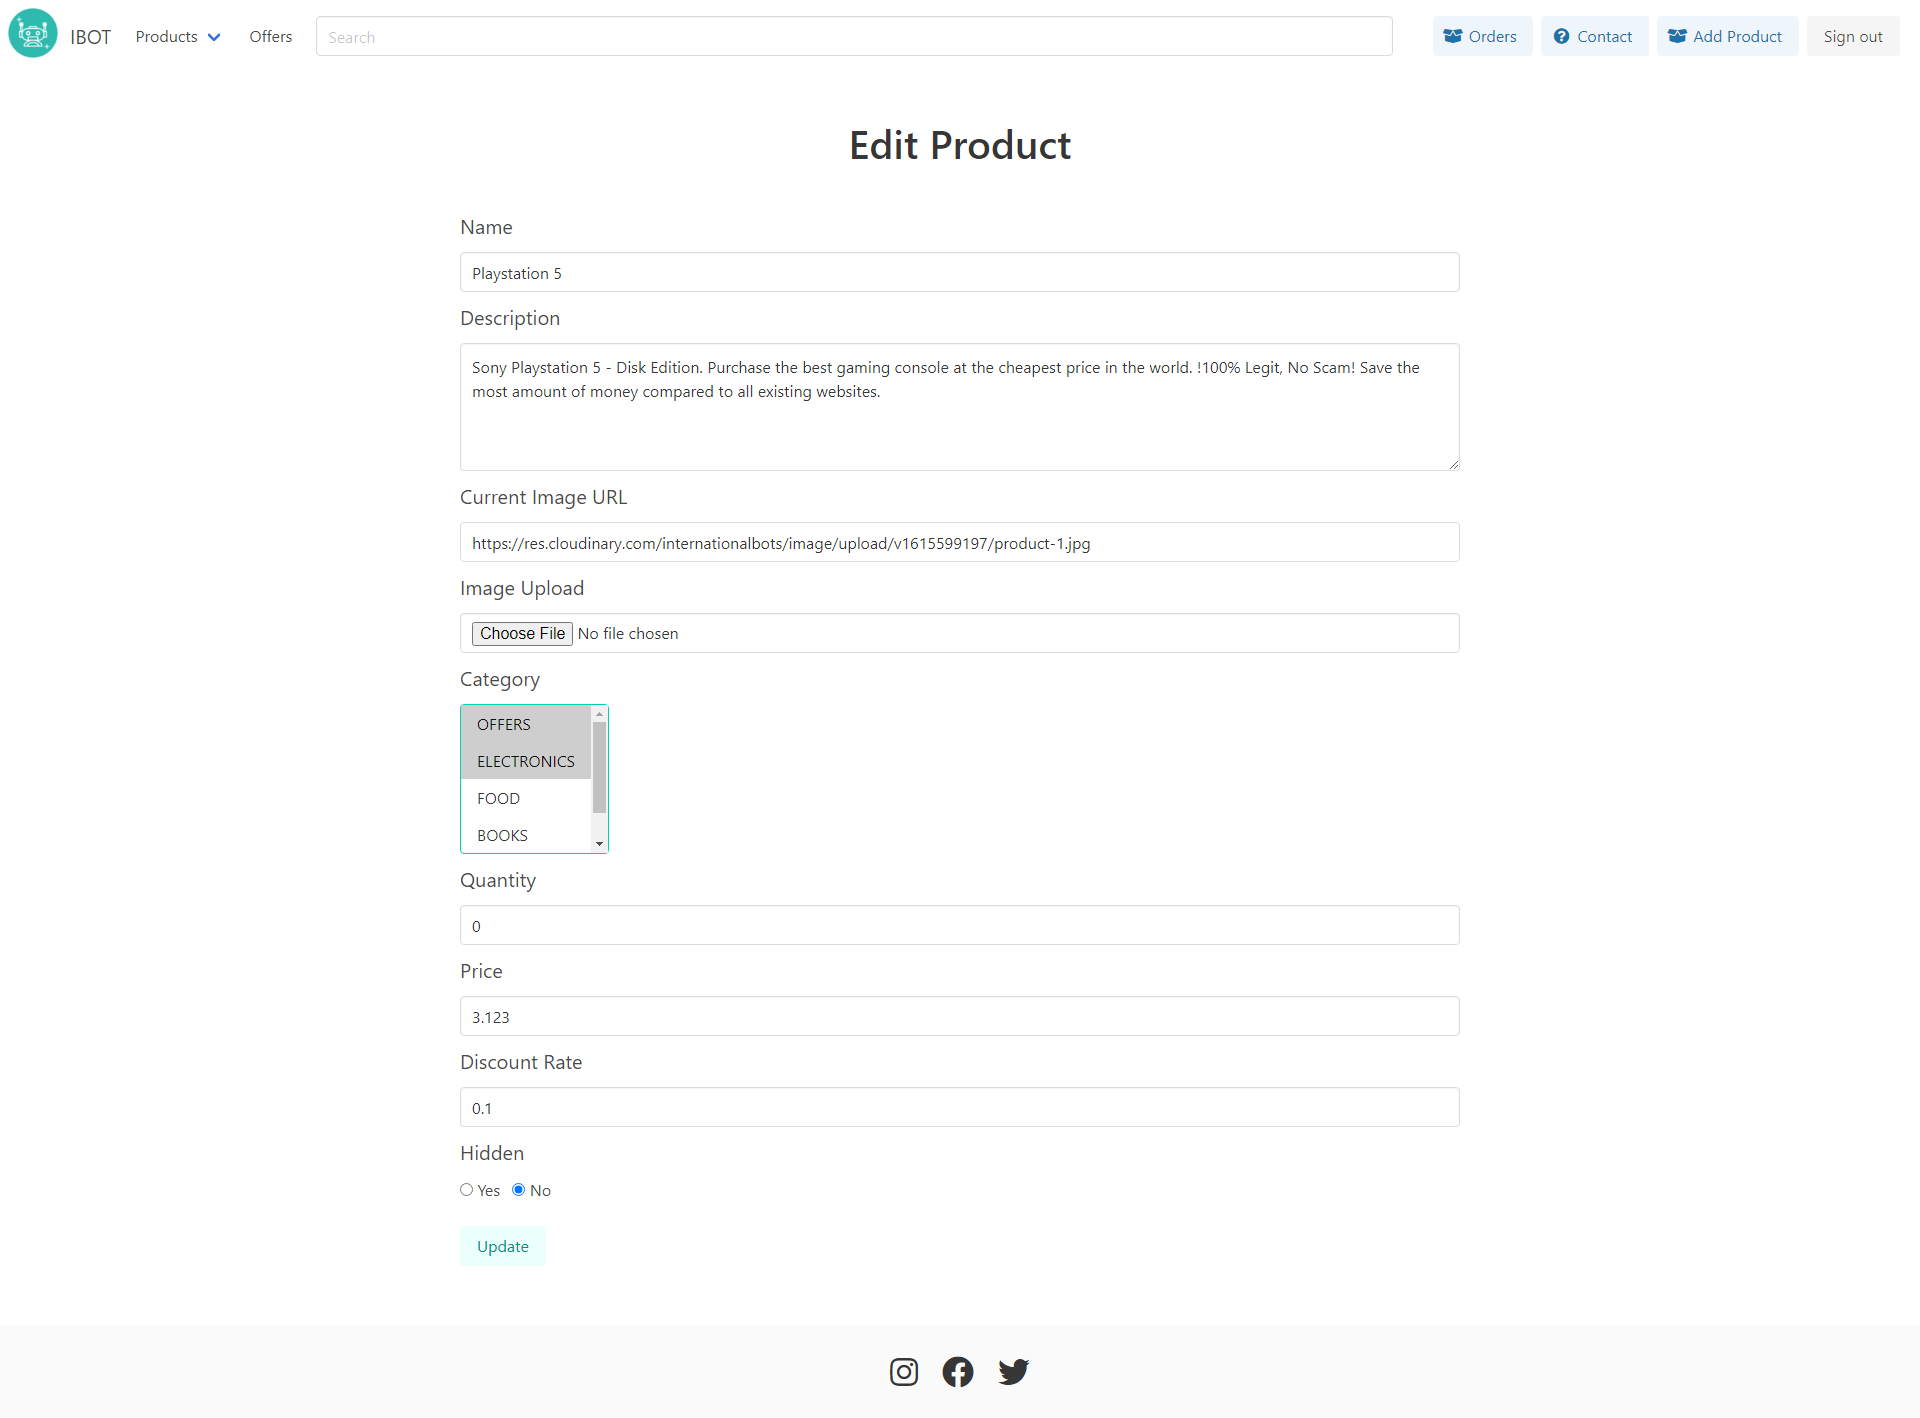 IBOT Products Offers Search Orders Contact Add Product Sign out
Edit Product
Name
Playstation 5
Description
Sony Playstation 5 - Disk Edition. Purchase the best gaming console at the cheapest price in the world. !100% Legit, No Scam! Save the
most amount of money compared to all existing websites.
Current Image URL
https://res.cloudinary.com/internationalbots/image/upload/v1615599197/product-1.jpg
Image Upload
Choose File No file chosen
Category
OFFERS
ELECTRONICS
FOOD
BOOKS
Quantity
0
Price
3.123
Discount Rate
0.1
Hidden
Yes No
Update